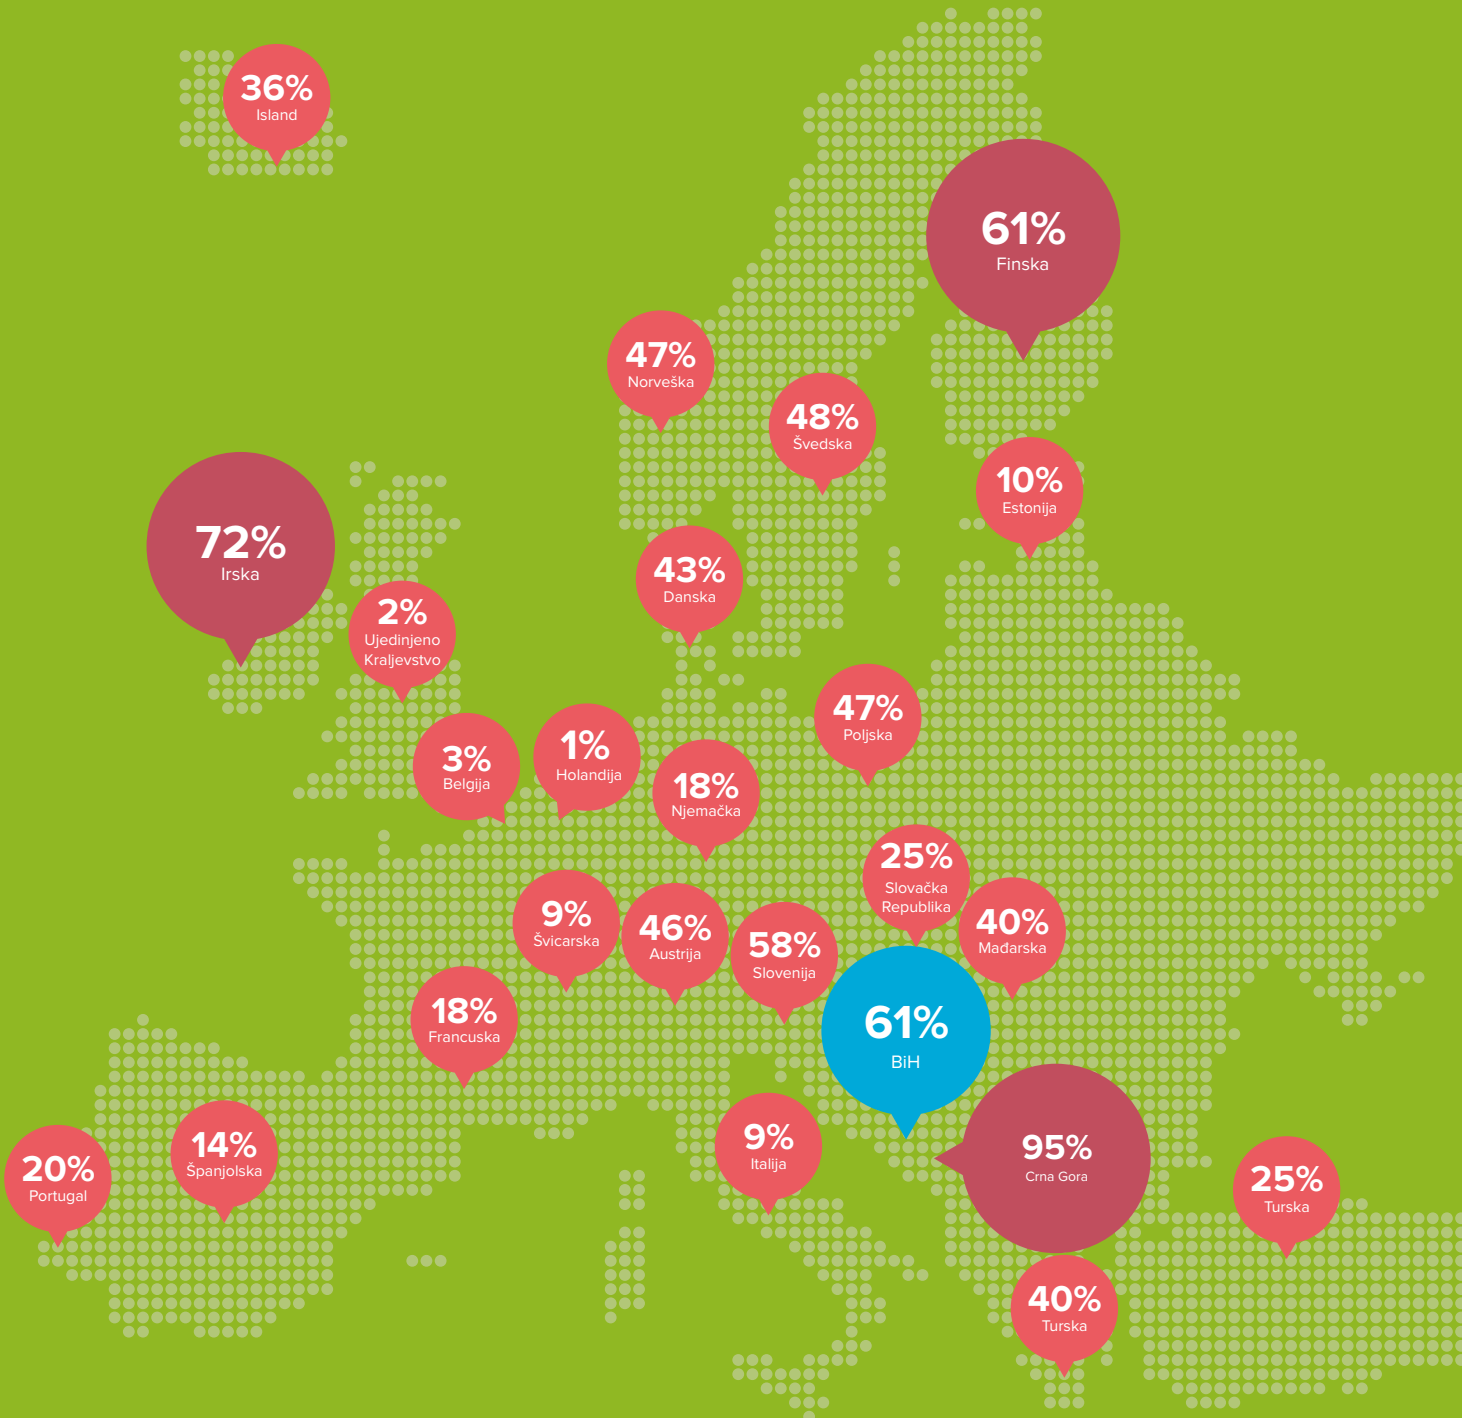 36%
Island
61%
Finska
47%
Norveška
48%
Švedska
10%
Estonija
72%
Irska
43%
Danska
2%
Ujedinjeno
Kraljevstvo
47%
Poljska
3%
Belgija
1%
Holandija
18%
Njemačka
25%
Slovačka
Republika
9%
Švicarska
46%
Austrija
58%
Slovenija
40%
Mađarska
18%
Francuska
61%
BiH
20%
Portugal
14%
Španjolska
9%
Italija
95%
Crna Gora
25%
Turska
40%
Turska